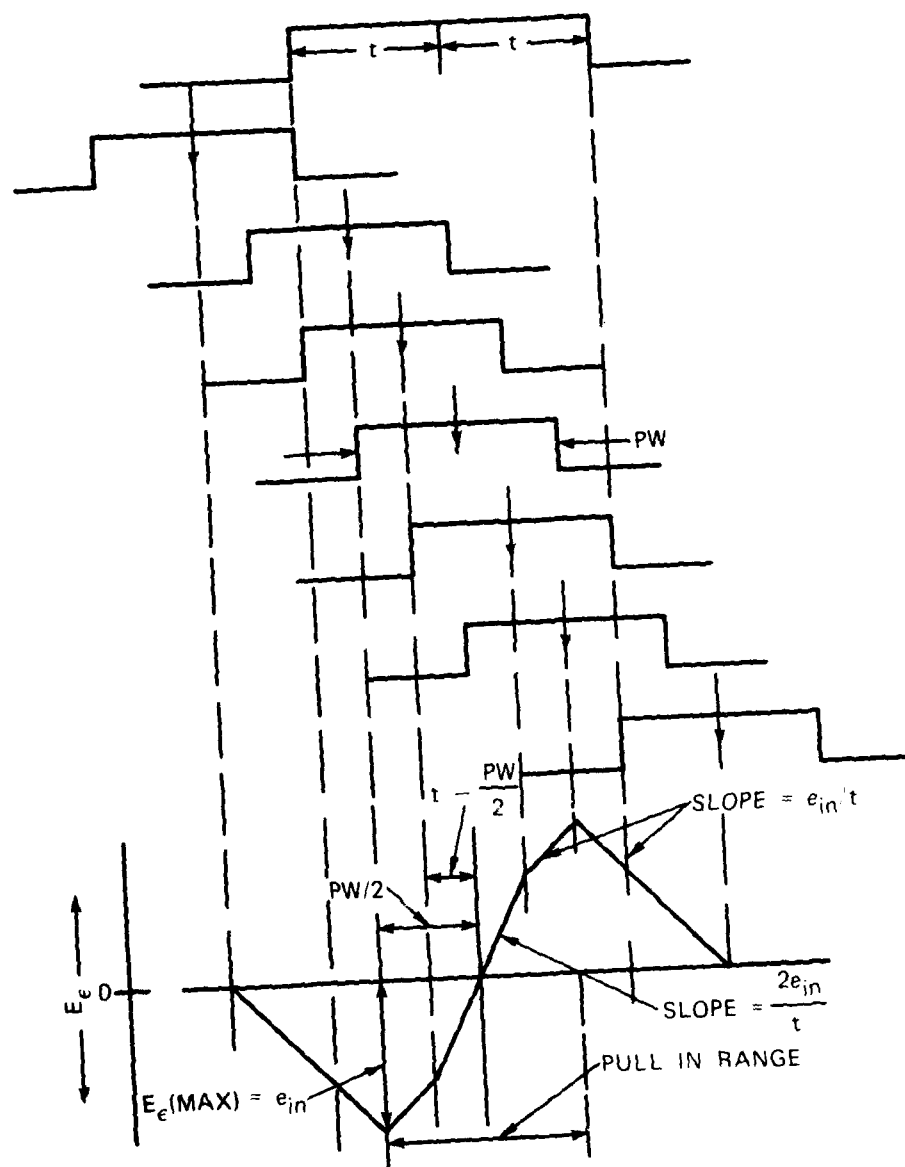 t t
PW
t - PW/2
SLOPE = e_in/t
PW/2
E_ϵ 0
SLOPE = 2e_in/t
PULL IN RANGE
E_ϵ(MAX) = e_in